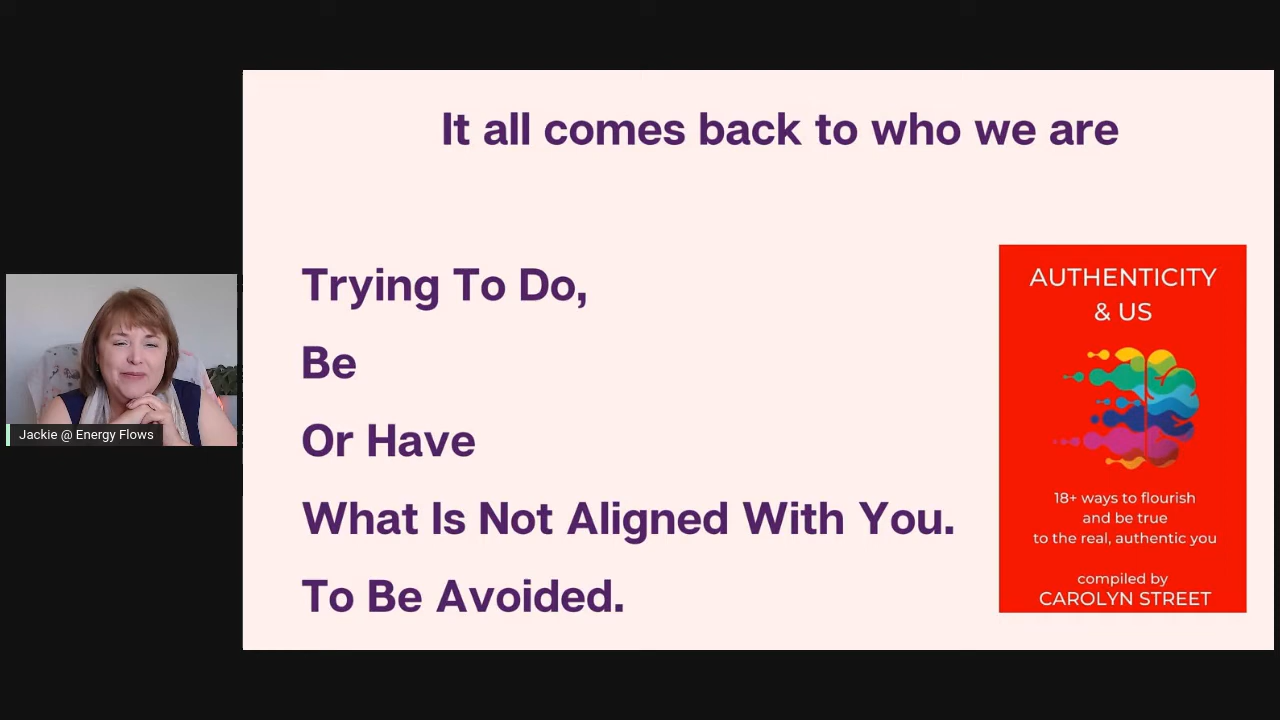 It all comes back to who we are
Trying To Do,
Be
Or Have
What Is Not Aligned With You.
To Be Avoided.
AUTHENTICITY
& US
18+ ways to flourish
and be true
to the real, authentic you
compiled by
CAROLYN STREET
Jackie @ Energy Flows